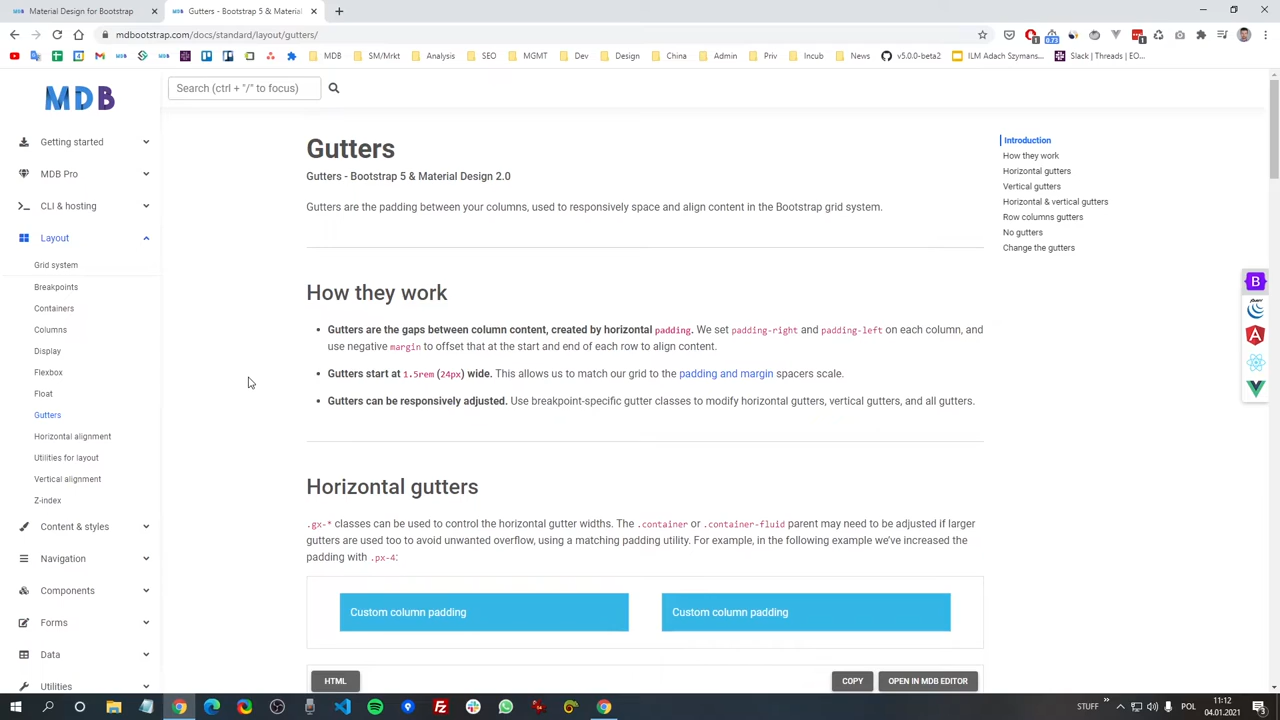 Material Design for Bootstrap
Gutters - Bootstrap 5 & Material
mdbootstrap.com/docs/standard/layout/gutters/
1
0.73
1
MDB
SM/Mrkt
Analysis
SEO
MGMT
Dev
Design
China
Admin
Priv
Incub
News
v5.0.0-beta2
ILM Adach Szymans...
Slack | Threads | EO...
MDB
Search (ctrl + "/" to focus)
Getting started
MDB Pro
CLI & hosting
Layout
Grid system
Breakpoints
Containers
Columns
Display
Flexbox
Float
Gutters
Horizontal alignment
Utilities for layout
Vertical alignment
Z-index
Content & styles
Navigation
Components
Forms
Data
Utilities
Gutters
Gutters - Bootstrap 5 & Material Design 2.0
Gutters are the padding between your columns, used to responsively space and align content in the Bootstrap grid system.
How they work
• Gutters are the gaps between column content, created by horizontal padding. We set padding-right and padding-left on each column, and
use negative margin to offset that at the start and end of each row to align content.
• Gutters start at 1.5rem (24px) wide. This allows us to match our grid to the padding and margin spacers scale.
• Gutters can be responsively adjusted. Use breakpoint-specific gutter classes to modify horizontal gutters, vertical gutters, and all gutters.
Horizontal gutters
.gx-* classes can be used to control the horizontal gutter widths. The .container or .container-fluid parent may need to be adjusted if larger
gutters are used too to avoid unwanted overflow, using a matching padding utility. For example, in the following example we've increased the
padding with .px-4:
Custom column padding
Custom column padding
HTML
COPY
OPEN IN MDB EDITOR
Introduction
How they work
Horizontal gutters
Vertical gutters
Horizontal & vertical gutters
Row columns gutters
No gutters
Change the gutters
B
jQuery
A
STUFF
POL
11:12
04.01.2021